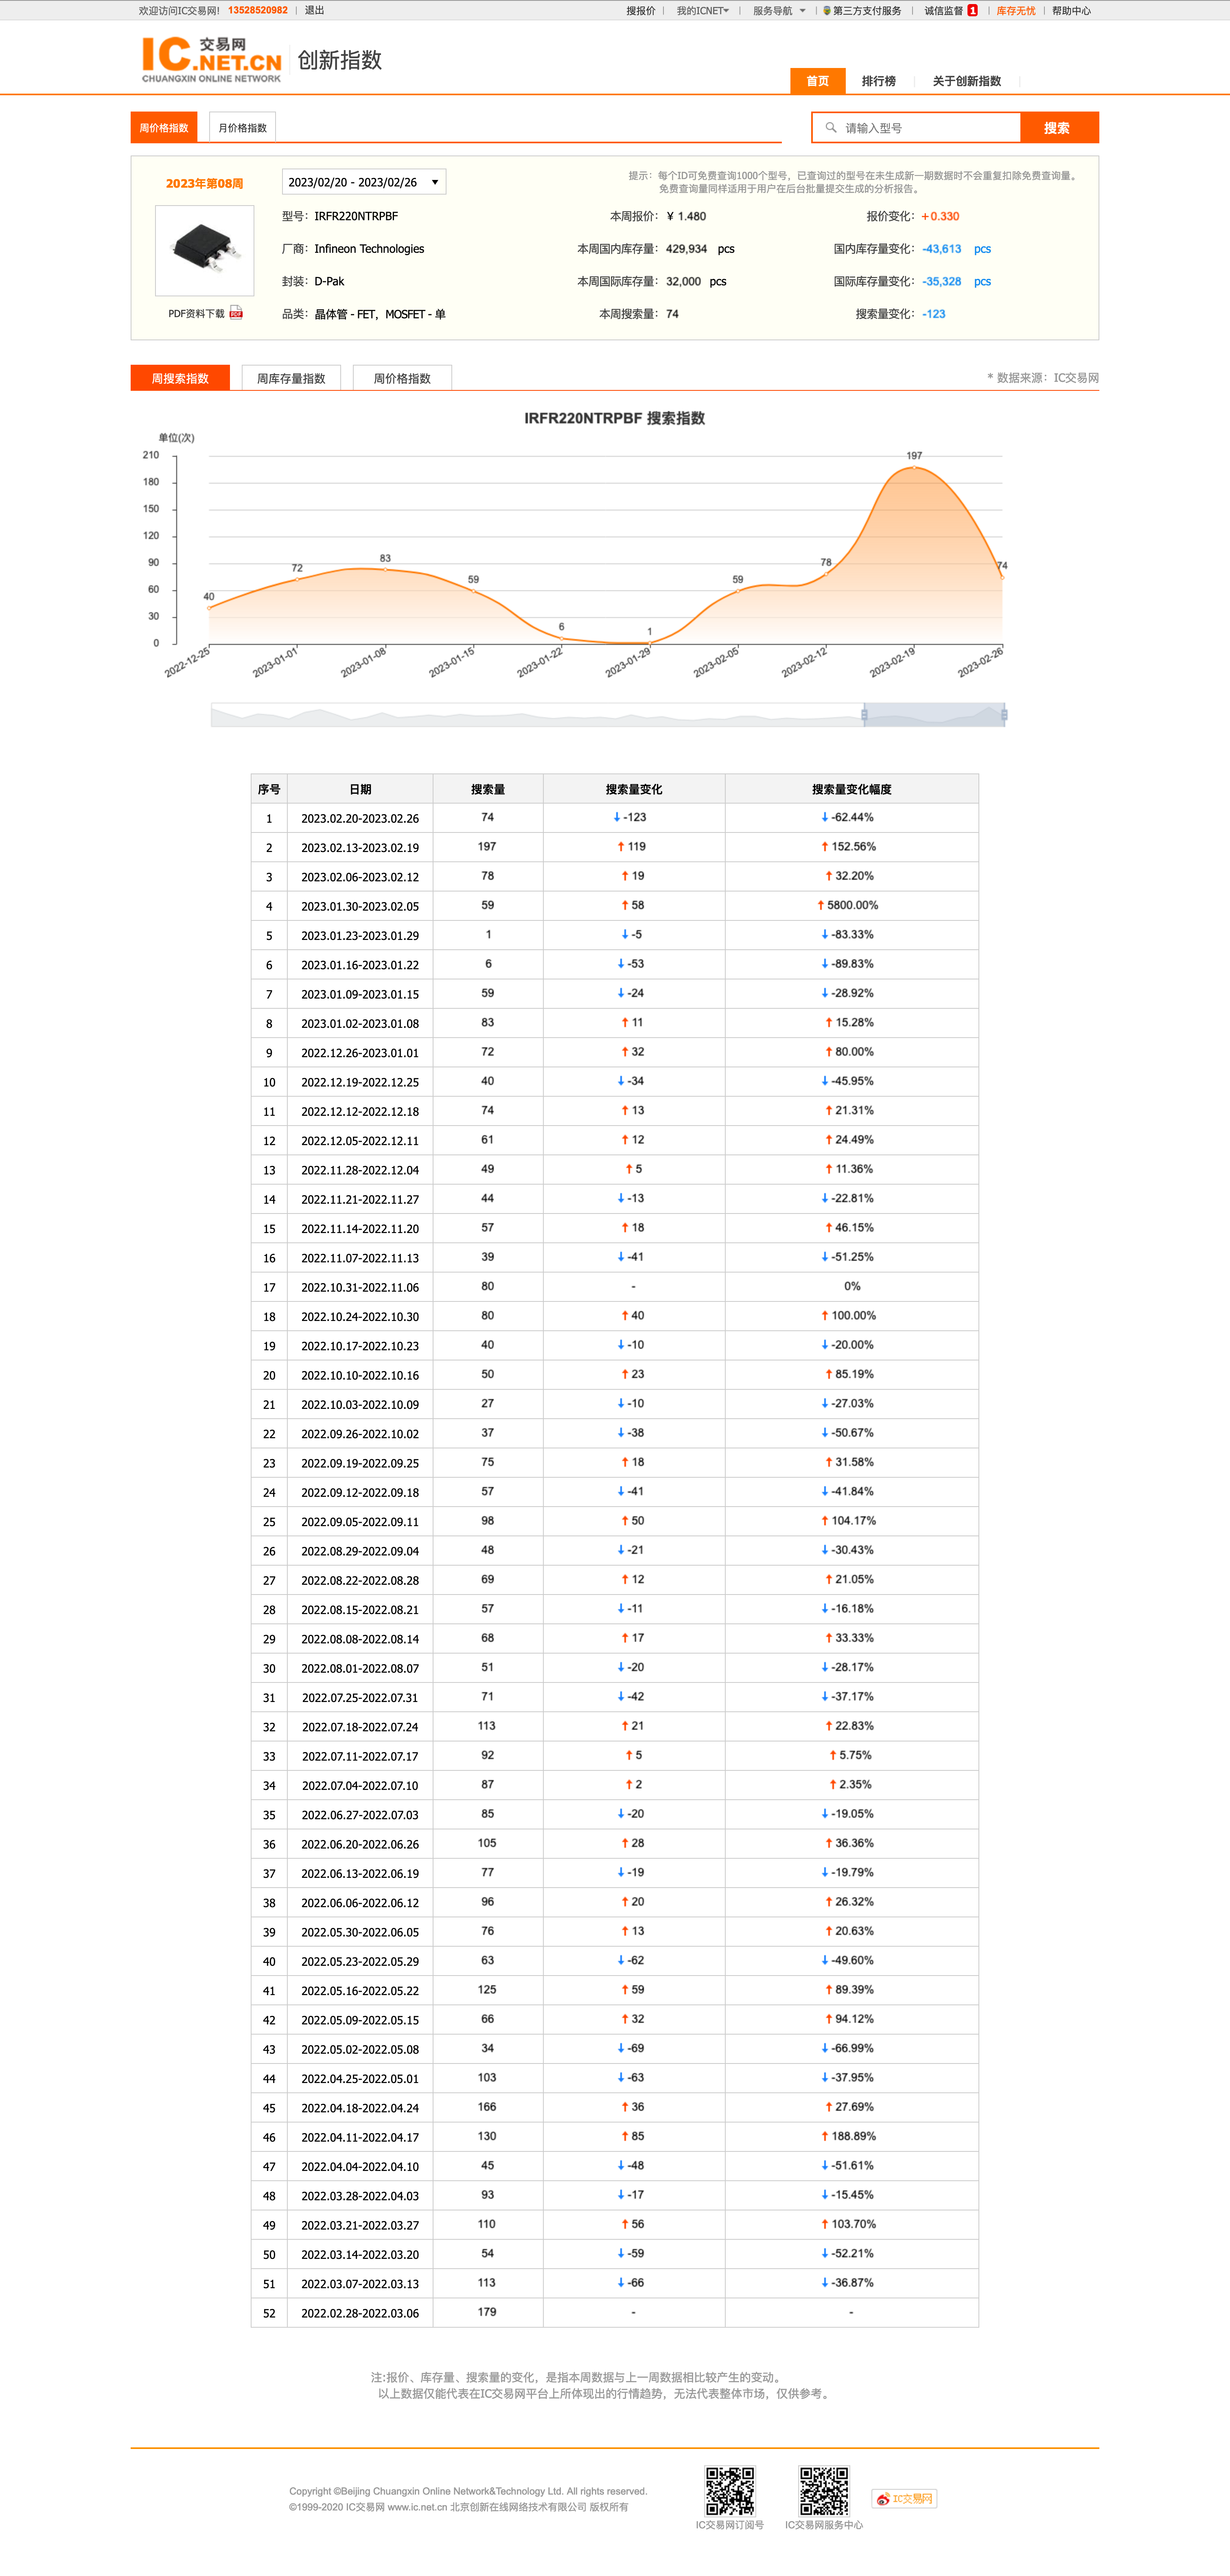 欢迎访问IC交易网! 13528520982 | 退出 搜报价 | 我的ICNET | 服务导航 | 第三方支付服务 | 诚信监督 1 | 库存无忧 | 帮助中心
IC 交易网 .NET.CN
CHUANGXIN ONLINE NETWORK
创新指数
首页 排行榜 关于创新指数
周价格指数 月价格指数 请输入型号 搜索
2023年第08周 2023/02/20 - 2023/02/26 提示：每个ID可免费查询1000个型号，已查询过的型号在未生成新一期数据时不会重复扣除免费查询量。
免费查询量同样适用于用户在后台批量提交生成的分析报告。
型号：IRFR220NTRPBF 本周报价：￥ 1.480 报价变化：+0.330
厂商：Infineon Technologies 本周国内库存量：429,934 pcs 国内库存量变化：-43,613 pcs
封装：D-Pak 本周国际库存量：32,000 pcs 国际库存量变化：-35,328 pcs
PDF资料下载 PDF 品类：晶体管 - FET，MOSFET - 单 本周搜索量：74 搜索量变化：-123
周搜索指数 周库存量指数 周价格指数 * 数据来源：IC交易网
IRFR220NTRPBF 搜索指数
单位(次)
210
180
150
120
90
60
30
0
40 72 83 59 6 1 59 78 197 74
2022-12-25 2023-01-01 2023-01-08 2023-01-15 2023-01-22 2023-01-29 2023-02-05 2023-02-12 2023-02-19 2023-02-26
序号 日期 搜索量 搜索量变化 搜索量变化幅度
1 2023.02.20-2023.02.26 74 ↓ -123 ↓ -62.44%
2 2023.02.13-2023.02.19 197 ↑ 119 ↑ 152.56%
3 2023.02.06-2023.02.12 78 ↑ 19 ↑ 32.20%
4 2023.01.30-2023.02.05 59 ↑ 58 ↑ 5800.00%
5 2023.01.23-2023.01.29 1 ↓ -5 ↓ -83.33%
6 2023.01.16-2023.01.22 6 ↓ -53 ↓ -89.83%
7 2023.01.09-2023.01.15 59 ↓ -24 ↓ -28.92%
8 2023.01.02-2023.01.08 83 ↑ 11 ↑ 15.28%
9 2022.12.26-2023.01.01 72 ↑ 32 ↑ 80.00%
10 2022.12.19-2022.12.25 40 ↓ -34 ↓ -45.95%
11 2022.12.12-2022.12.18 74 ↑ 13 ↑ 21.31%
12 2022.12.05-2022.12.11 61 ↑ 12 ↑ 24.49%
13 2022.11.28-2022.12.04 49 ↑ 5 ↑ 11.36%
14 2022.11.21-2022.11.27 44 ↓ -13 ↓ -22.81%
15 2022.11.14-2022.11.20 57 ↑ 18 ↑ 46.15%
16 2022.11.07-2022.11.13 39 ↓ -41 ↓ -51.25%
17 2022.10.31-2022.11.06 80 - 0%
18 2022.10.24-2022.10.30 80 ↑ 40 ↑ 100.00%
19 2022.10.17-2022.10.23 40 ↓ -10 ↓ -20.00%
20 2022.10.10-2022.10.16 50 ↑ 23 ↑ 85.19%
21 2022.10.03-2022.10.09 27 ↓ -10 ↓ -27.03%
22 2022.09.26-2022.10.02 37 ↓ -38 ↓ -50.67%
23 2022.09.19-2022.09.25 75 ↑ 18 ↑ 31.58%
24 2022.09.12-2022.09.18 57 ↓ -41 ↓ -41.84%
25 2022.09.05-2022.09.11 98 ↑ 50 ↑ 104.17%
26 2022.08.29-2022.09.04 48 ↓ -21 ↓ -30.43%
27 2022.08.22-2022.08.28 69 ↑ 12 ↑ 21.05%
28 2022.08.15-2022.08.21 57 ↓ -11 ↓ -16.18%
29 2022.08.08-2022.08.14 68 ↑ 17 ↑ 33.33%
30 2022.08.01-2022.08.07 51 ↓ -20 ↓ -28.17%
31 2022.07.25-2022.07.31 71 ↓ -42 ↓ -37.17%
32 2022.07.18-2022.07.24 113 ↑ 21 ↑ 22.83%
33 2022.07.11-2022.07.17 92 ↑ 5 ↑ 5.75%
34 2022.07.04-2022.07.10 87 ↑ 2 ↑ 2.35%
35 2022.06.27-2022.07.03 85 ↓ -20 ↓ -19.05%
36 2022.06.20-2022.06.26 105 ↑ 28 ↑ 36.36%
37 2022.06.13-2022.06.19 77 ↓ -19 ↓ -19.79%
38 2022.06.06-2022.06.12 96 ↑ 20 ↑ 26.32%
39 2022.05.30-2022.06.05 76 ↑ 13 ↑ 20.63%
40 2022.05.23-2022.05.29 63 ↓ -62 ↓ -49.60%
41 2022.05.16-2022.05.22 125 ↑ 59 ↑ 89.39%
42 2022.05.09-2022.05.15 66 ↑ 32 ↑ 94.12%
43 2022.05.02-2022.05.08 34 ↓ -69 ↓ -66.99%
44 2022.04.25-2022.05.01 103 ↓ -63 ↓ -37.95%
45 2022.04.18-2022.04.24 166 ↑ 36 ↑ 27.69%
46 2022.04.11-2022.04.17 130 ↑ 85 ↑ 188.89%
47 2022.04.04-2022.04.10 45 ↓ -48 ↓ -51.61%
48 2022.03.28-2022.04.03 93 ↓ -17 ↓ -15.45%
49 2022.03.21-2022.03.27 110 ↑ 56 ↑ 103.70%
50 2022.03.14-2022.03.20 54 ↓ -59 ↓ -52.21%
51 2022.03.07-2022.03.13 113 ↓ -66 ↓ -36.87%
52 2022.02.28-2022.03.06 179 - -
注:报价、库存量、搜索量的变化，是指本周数据与上一周数据相比较产生的变动。
以上数据仅能代表在IC交易网平台上所体现出的行情趋势，无法代表整体市场，仅供参考。
Copyright ©Beijing Chuangxin Online Network&Technology Ltd. All rights reserved.
©1999-2020 IC交易网 www.ic.net.cn 北京创新在线网络技术有限公司 版权所有
IC交易网订阅号 IC交易网服务中心 IC交易网